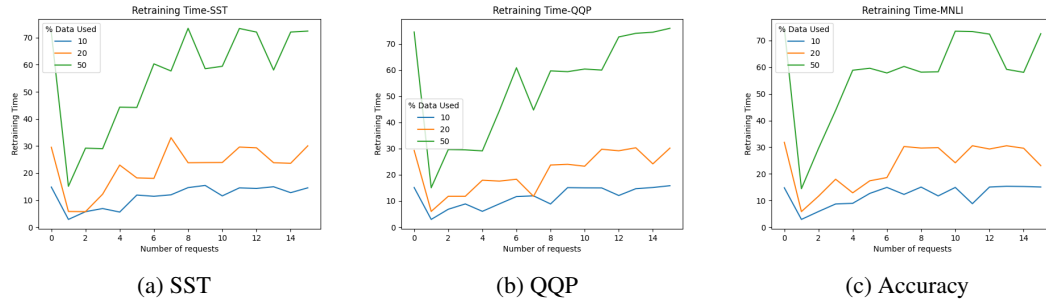 Retraining Time-SST
% Data Used
10
20
50
Retraining Time
70
60
50
40
30
20
10
0
0 2 4 6 8 10 12 14
Number of requests
(a) SST
Retraining Time-QQP
% Data Used
10
20
50
Retraining Time
70
60
50
40
30
20
10
0
0 2 4 6 8 10 12 14
Number of requests
(b) QQP
Retraining Time-MNLI
% Data Used
10
20
50
Retraining Time
70
60
50
40
30
20
10
0
0 2 4 6 8 10 12 14
Number of requests
(c) Accuracy